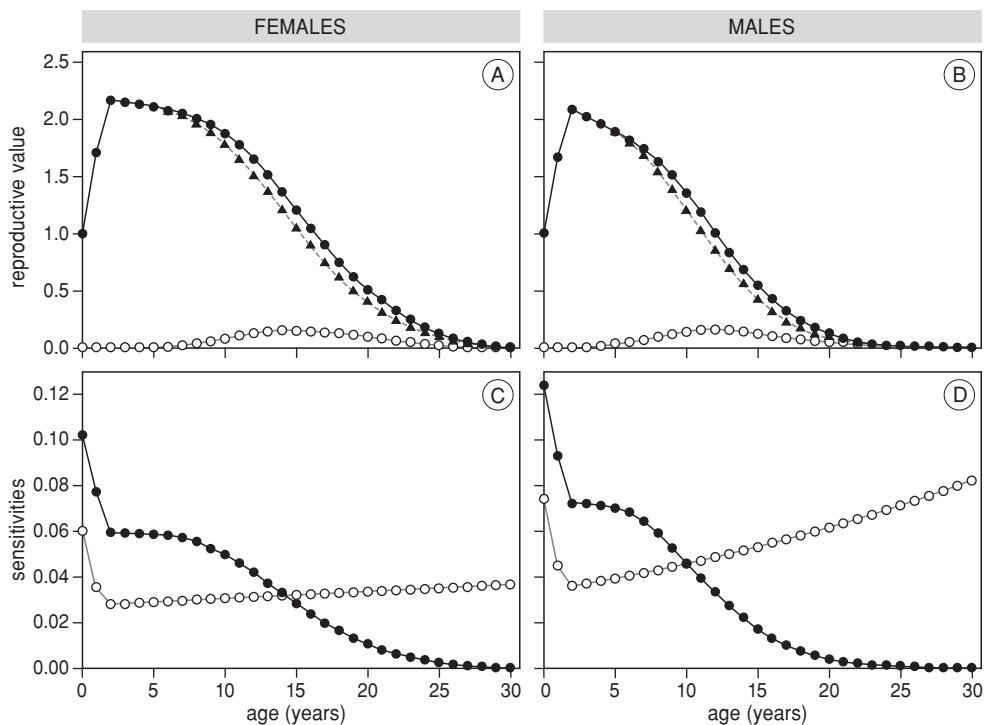 FEMALES MALES
2.5 A B
2.0
1.5
1.0
0.5
0.0
reproductive value
0.12 C D
0.10
0.08
0.06
0.04
0.02
0.00
sensitivities
0 5 10 15 20 25 30 0 5 10 15 20 25 30
age (years) age (years)